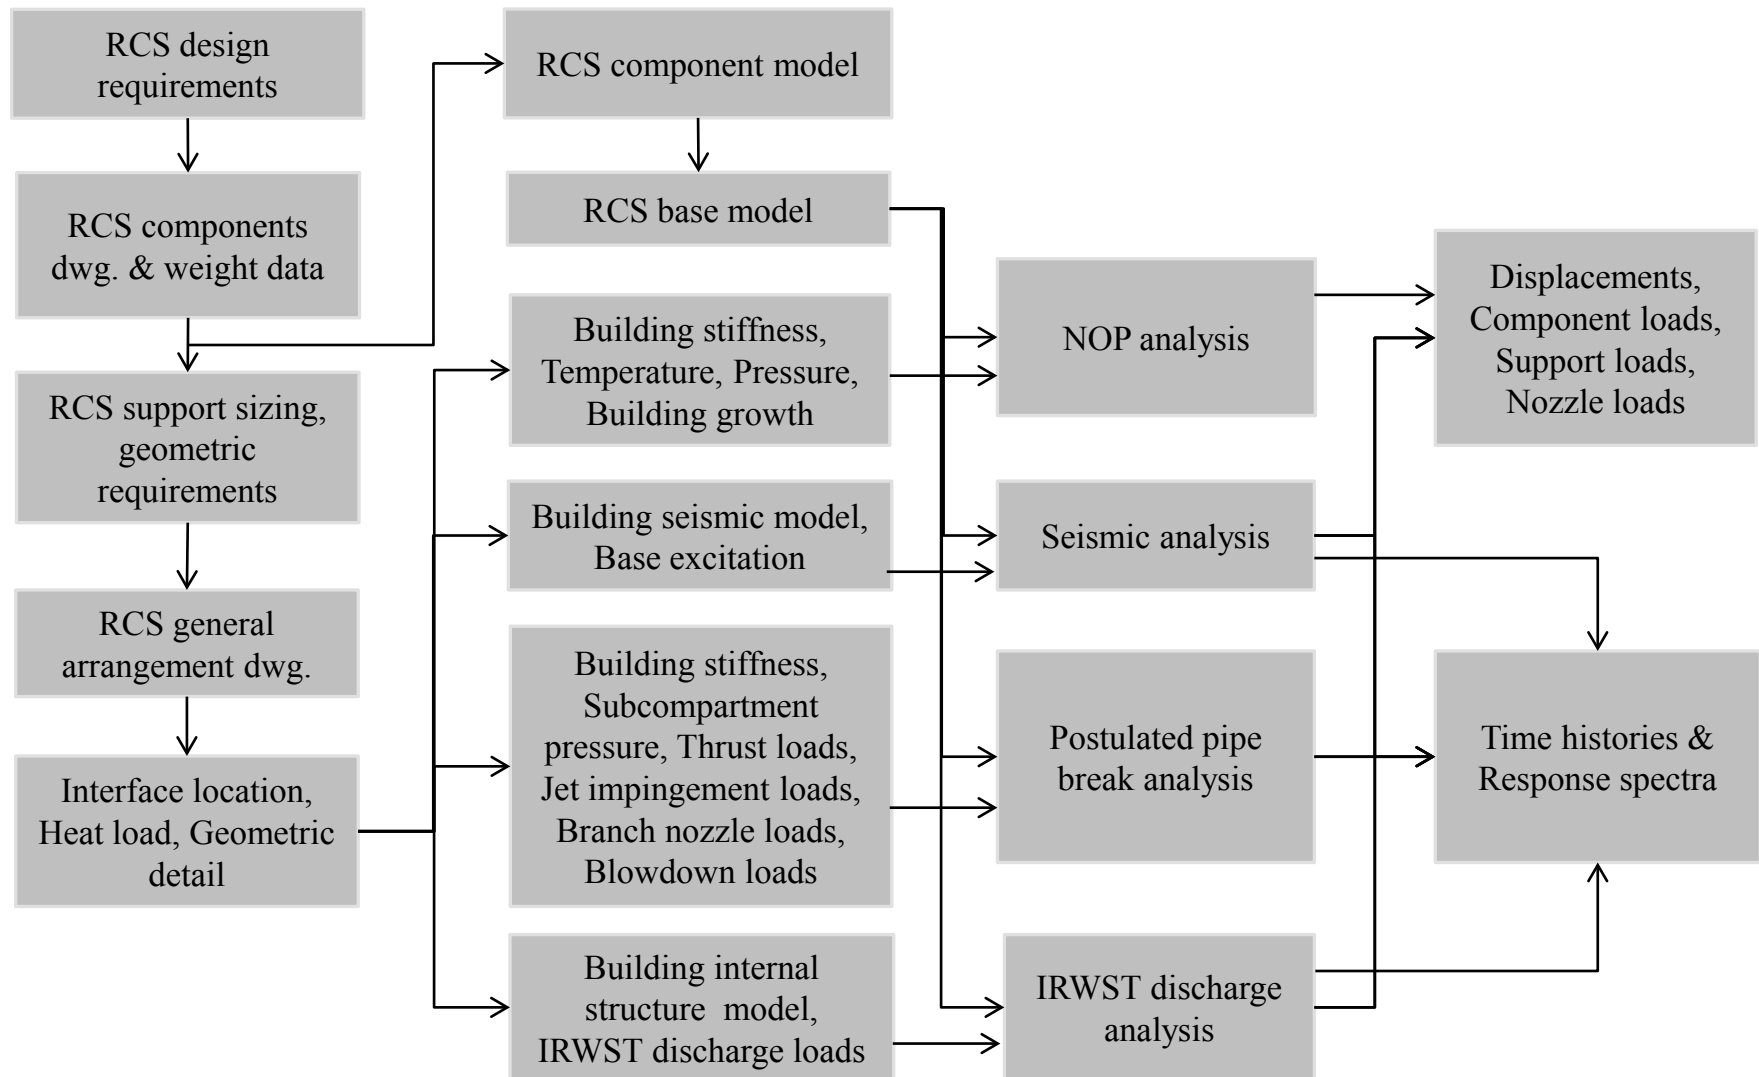 RCS design
requirements
RCS components
dwg. & weight data
RCS support sizing,
geometric
requirements
RCS general
arrangement dwg.
Interface location,
Heat load, Geometric
detail
RCS component model
RCS base model
Building stiffness,
Temperature, Pressure,
Building growth
Building seismic model,
Base excitation
Building stiffness,
Subcompartment
pressure, Thrust loads,
Jet impingement loads,
Branch nozzle loads,
Blowdown loads
Building internal
structure model,
IRWST discharge loads
NOP analysis
Seismic analysis
Postulated pipe
break analysis
IRWST discharge
analysis
Displacements,
Component loads,
Support loads,
Nozzle loads
Time histories &
Response spectra